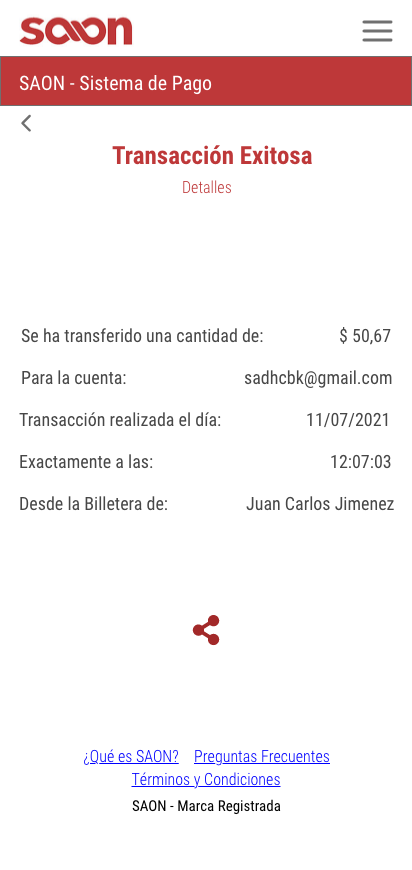 saon
SAON - Sistema de Pago
Transacción Exitosa
Detalles
Se ha transferido una cantidad de: $ 50,67
Para la cuenta: sadhcbk@gmail.com
Transacción realizada el día: 11/07/2021
Exactamente a las: 12:07:03
Desde la Billetera de: Juan Carlos Jimenez
¿Qué es SAON? Preguntas Frecuentes
Términos y Condiciones
SAON - Marca Registrada